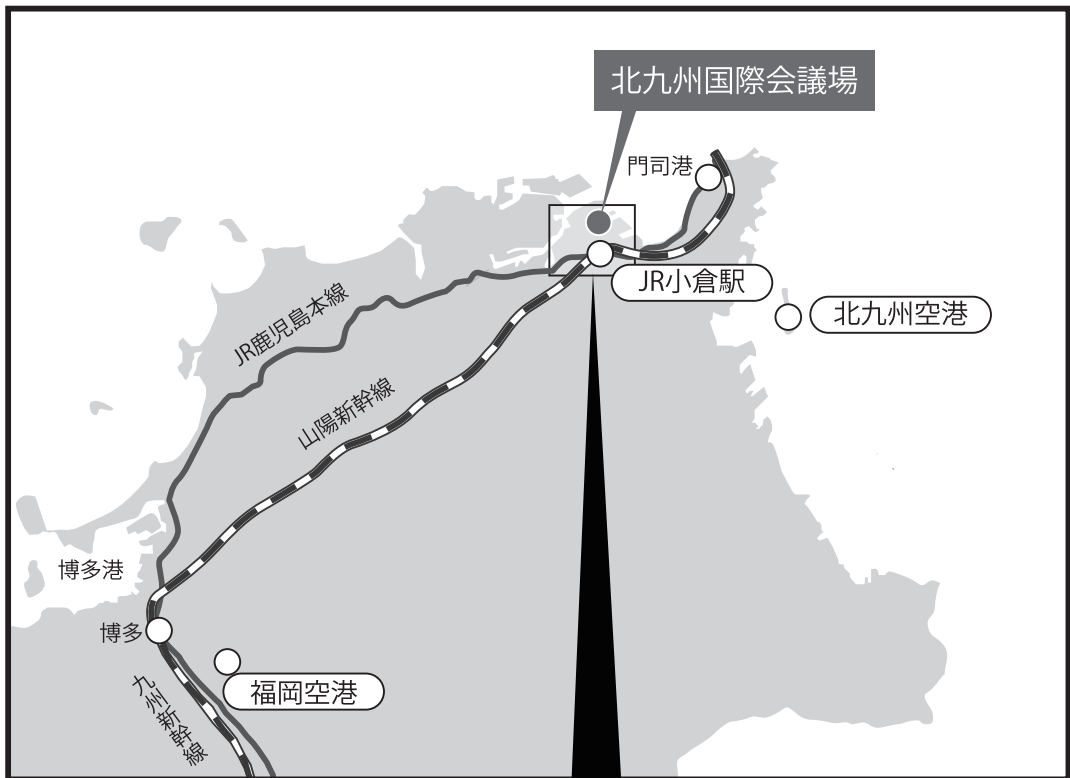 北九州国際会議場
門司港
JR小倉駅
北九州空港
JR鹿児島本線
山陽新幹線
博多港
博多
福岡空港
九州新幹線